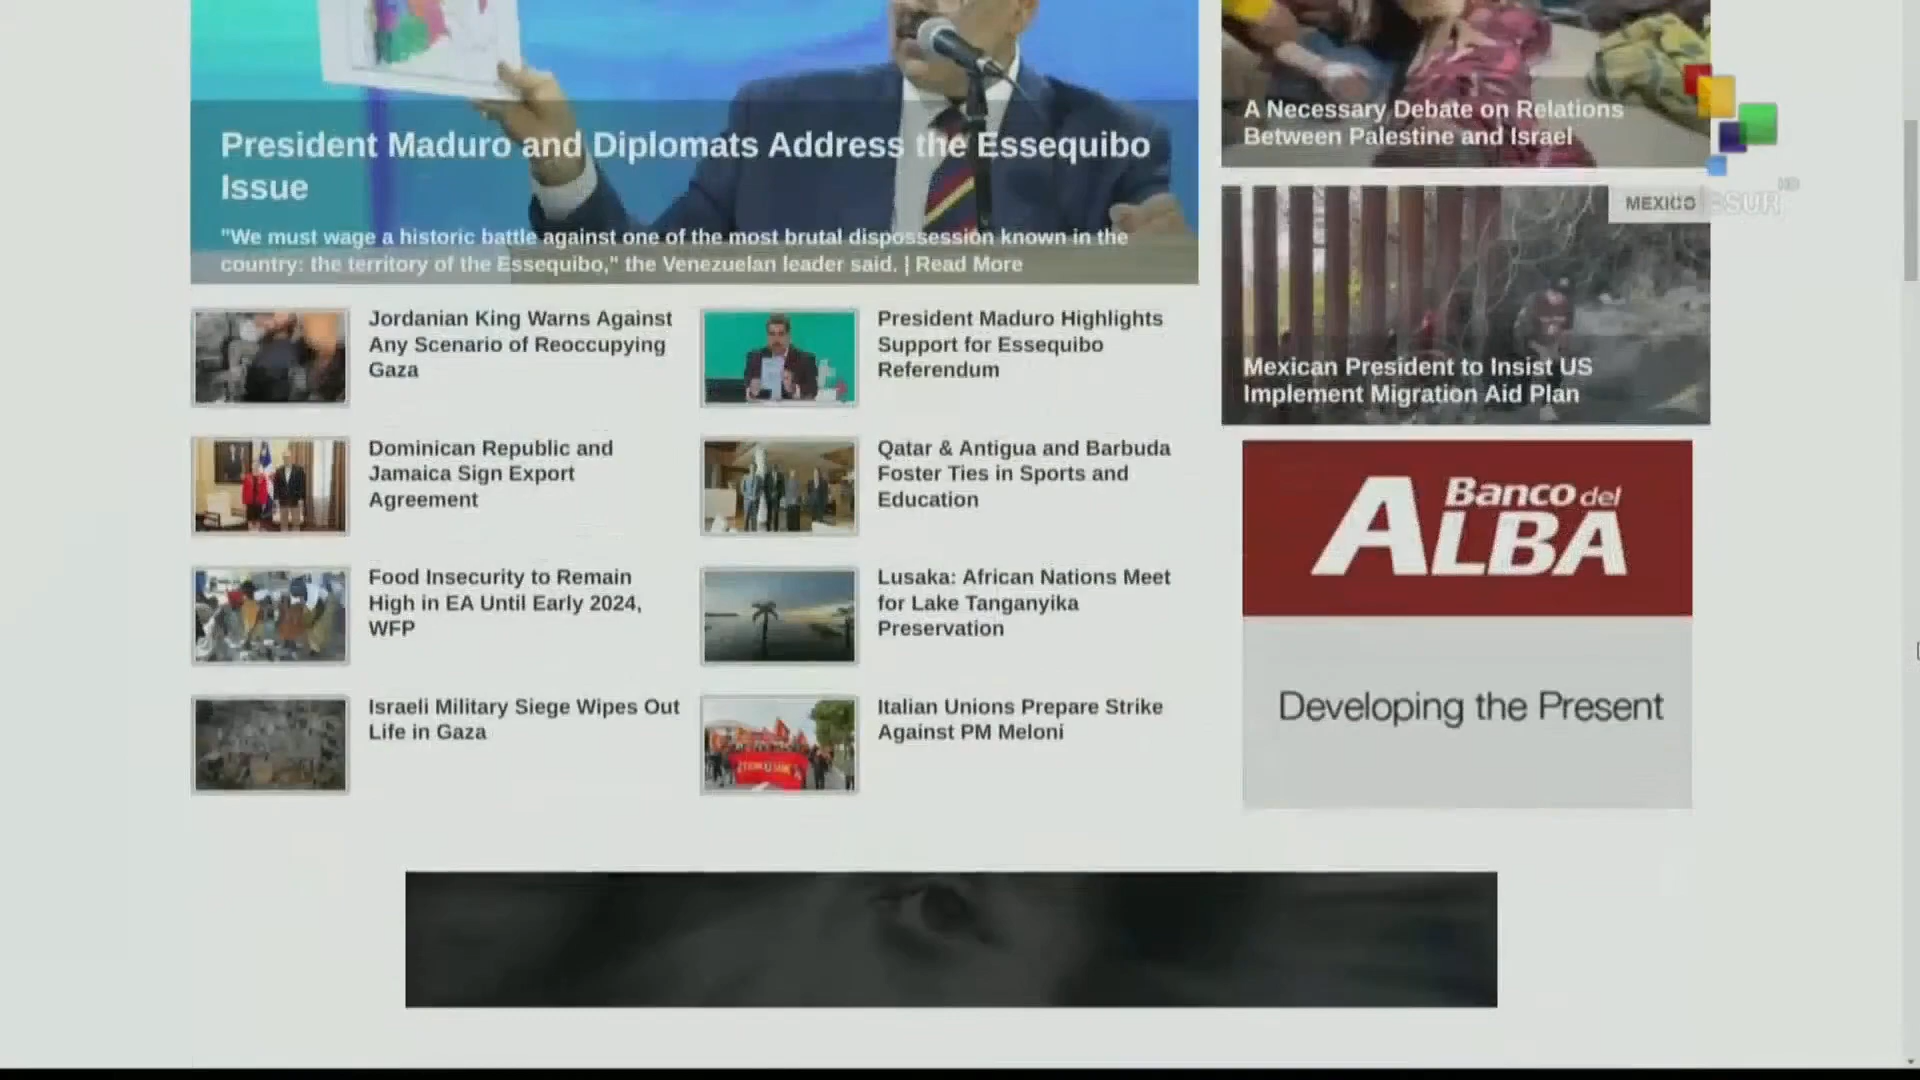 President Maduro and Diplomats Address the Essequibo
Issue
"We must wage a historic battle against one of the most brutal dispossession known in the
country: the territory of the Essequibo," the Venezuelan leader said. | Read More
A Necessary Debate on Relations
Between Palestine and Israel
MEXICO
Mexican President to Insist US
Implement Migration Aid Plan
Jordanian King Warns Against
Any Scenario of Reoccupying
Gaza
President Maduro Highlights
Support for Essequibo
Referendum
Dominican Republic and
Jamaica Sign Export
Agreement
Qatar & Antigua and Barbuda
Foster Ties in Sports and
Education
Food Insecurity to Remain
High in EA Until Early 2024,
WFP
Lusaka: African Nations Meet
for Lake Tanganyika
Preservation
Israeli Military Siege Wipes Out
Life in Gaza
Italian Unions Prepare Strike
Against PM Meloni
Banco del
ALBA
Developing the Present